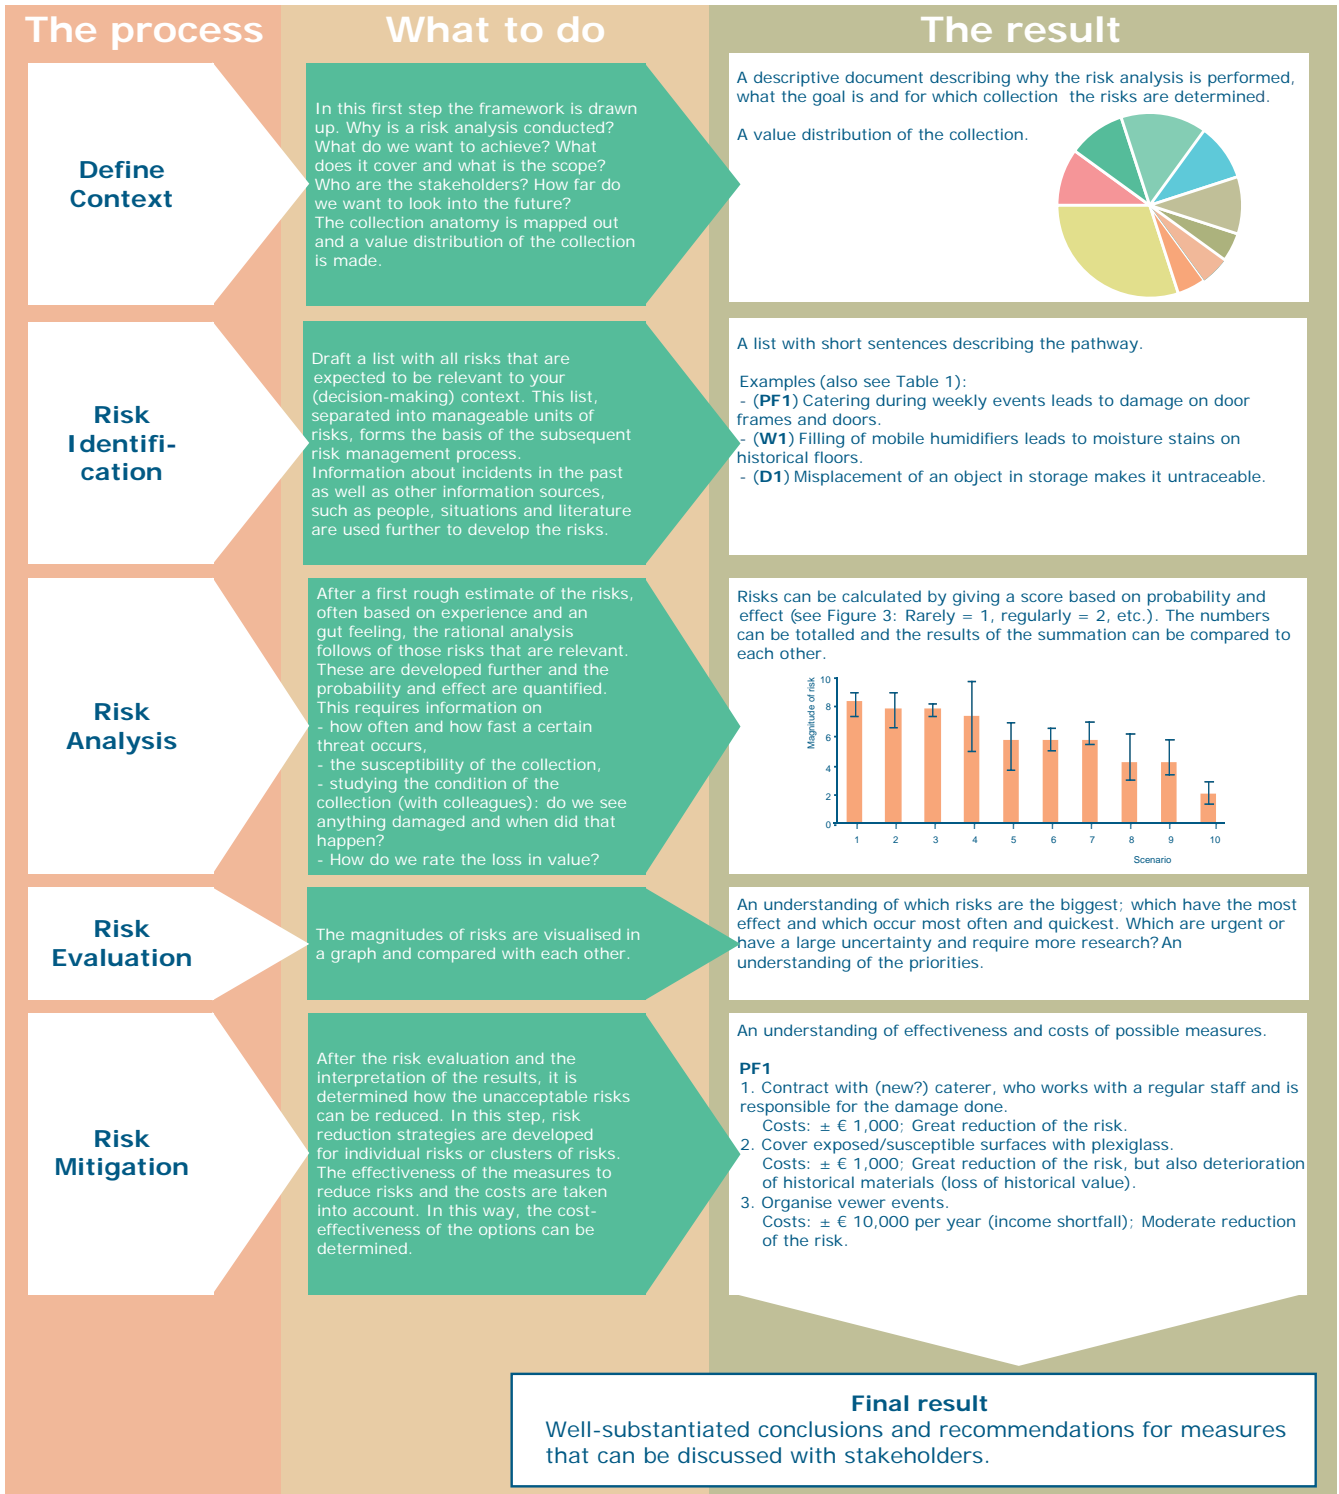 The process
What to do
The result
Define
Context
In this first step the framework is drawn
up. Why is a risk analysis conducted?
What do we want to achieve? What
does it cover and what is the scope?
Who are the stakeholders? How far do
we want to look into the future?
The collection anatomy is mapped out
and a value distribution of the collection
is made.
A descriptive document describing why the risk analysis is performed,
what the goal is and for which collection the risks are determined.
A value distribution of the collection.
Risk
Identifi-
cation
Draft a list with all risks that are
expected to be relevant to your
(decision-making) context. This list,
separated into manageable units of
risks, forms the basis of the subsequent
risk management process.
Information about incidents in the past
as well as other information sources,
such as people, situations and literature
are used further to develop the risks.
A list with short sentences describing the pathway.
Examples (also see Table 1):
- (PF1) Catering during weekly events leads to damage on door
frames and doors.
- (W1) Filling of mobile humidifiers leads to moisture stains on
historical floors.
- (D1) Misplacement of an object in storage makes it untraceable.
Risk
Analysis
After a first rough estimate of the risks,
often based on experience and an
gut feeling, the rational analysis
follows of those risks that are relevant.
These are developed further and the
probability and effect are quantified.
This requires information on
- how often and how fast a certain
threat occurs,
- the susceptibility of the collection,
- studying the condition of the
collection (with colleagues): do we see
anything damaged and when did that
happen?
- How do we rate the loss in value?
Risks can be calculated by giving a score based on probability and
effect (see Figure 3: Rarely = 1, regularly = 2, etc.). The numbers
can be totalled and the results of the summation can be compared to
each other.
Magnitude of risk
10
8
6
4
2
0
1 2 3 4 5 6 7 8 9 10
Scenario
Risk
Evaluation
The magnitudes of risks are visualised in
a graph and compared with each other.
An understanding of which risks are the biggest; which have the most
effect and which occur most often and quickest. Which are urgent or
have a large uncertainty and require more research? An
understanding of the priorities.
Risk
Mitigation
After the risk evaluation and the
interpretation of the results, it is
determined how the unacceptable risks
can be reduced. In this step, risk
reduction strategies are developed
for individual risks or clusters of risks.
The effectiveness of the measures to
reduce risks and the costs are taken
into account. In this way, the cost-
effectiveness of the options can be
determined.
An understanding of effectiveness and costs of possible measures.
PF1
1. Contract with (new?) caterer, who works with a regular staff and is
responsible for the damage done.
Costs: ± € 1,000; Great reduction of the risk.
2. Cover exposed/susceptible surfaces with plexiglass.
Costs: ± € 1,000; Great reduction of the risk, but also deterioration
of historical materials (loss of historical value).
3. Organise vewer events.
Costs: ± € 10,000 per year (income shortfall); Moderate reduction
of the risk.
Final result
Well-substantiated conclusions and recommendations for measures
that can be discussed with stakeholders.